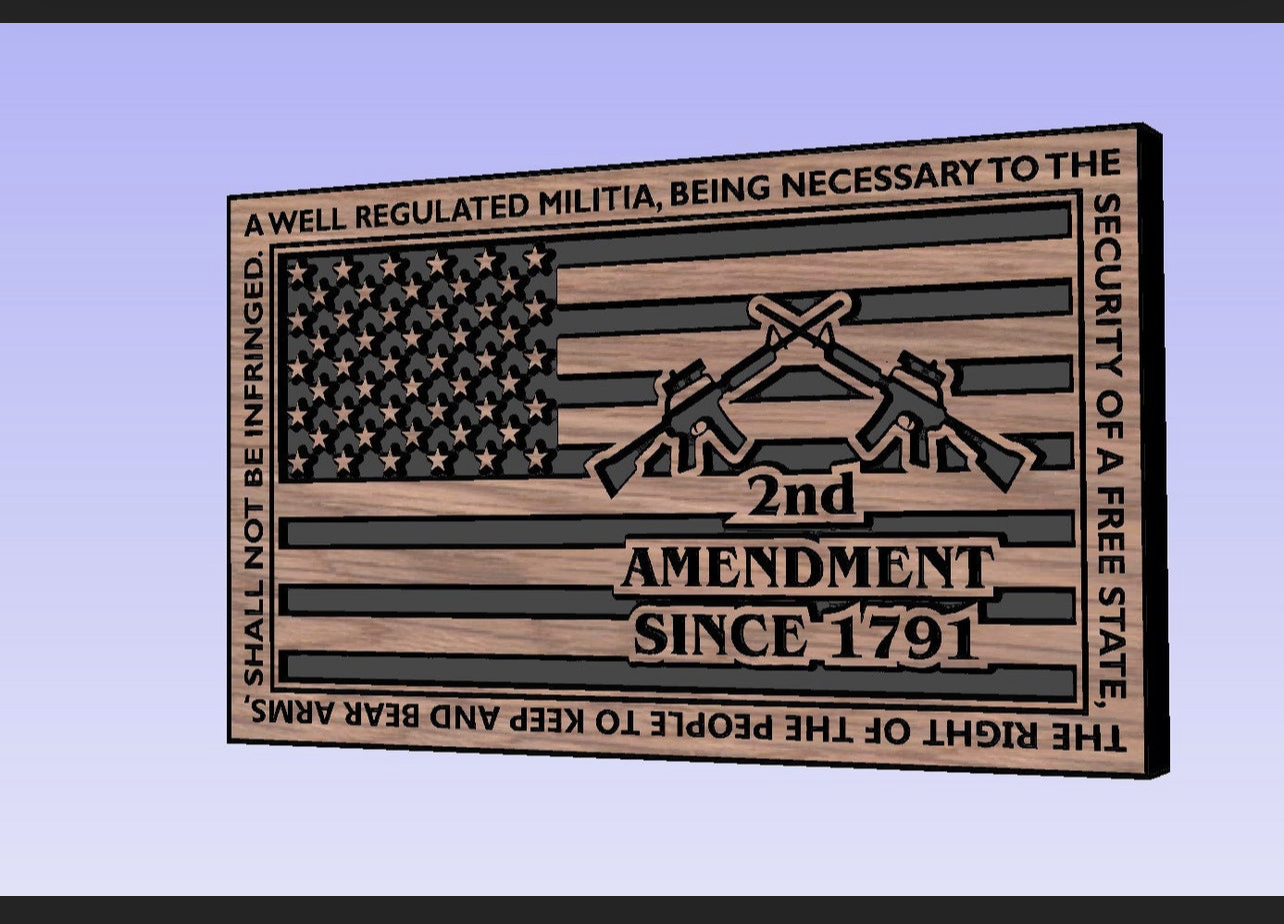 A WELL REGULATED MILITIA, BEING NECESSARY TO THE
SECURITY OF A FREE STATE,
THE RIGHT OF THE PEOPLE TO KEEP AND BEAR ARMS,
SHALL NOT BE INFRINGED.
2nd
AMENDMENT
SINCE 1791